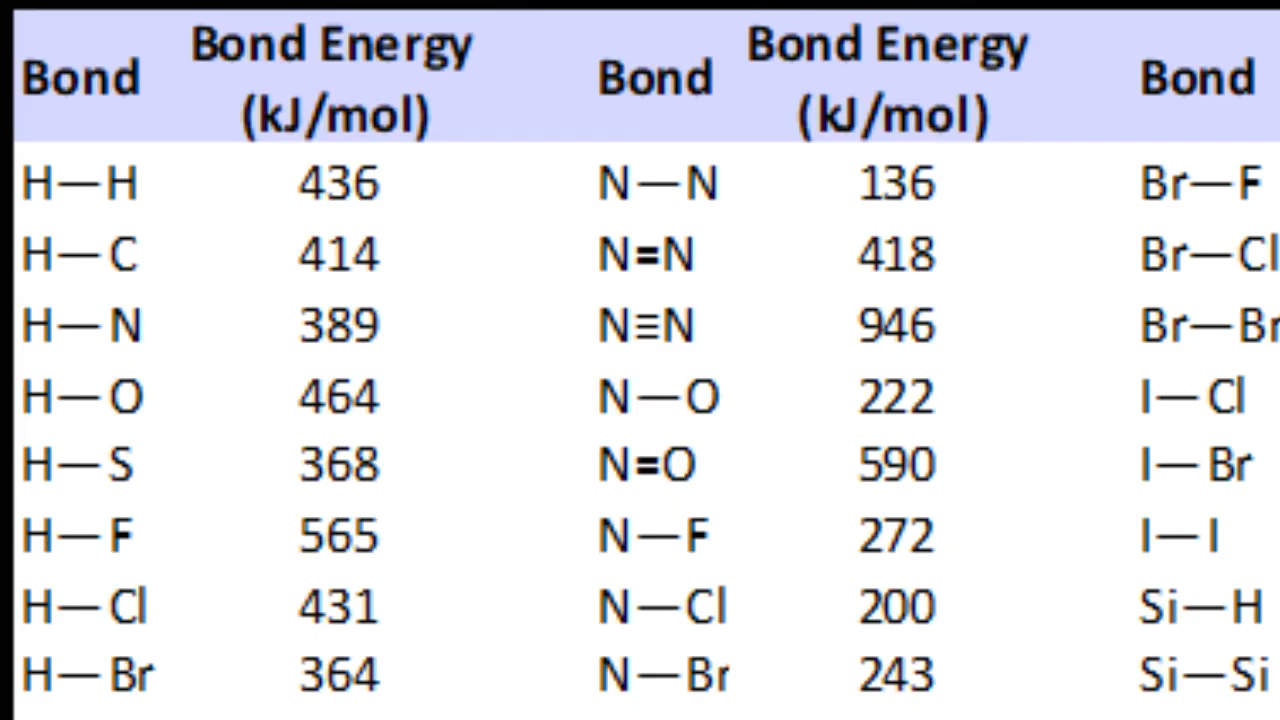 Bond Bond Energy (kJ/mol) Bond Bond Energy (kJ/mol) Bond
H—H 436 N—N 136 Br—F
H—C 414 N=N 418 Br—Cl
H—N 389 N≡N 946 Br—Br
H—O 464 N—O 222 I—Cl
H—S 368 N=O 590 I—Br
H—F 565 N—F 272 I—I
H—Cl 431 N—Cl 200 Si—H
H—Br 364 N—Br 243 Si—Si